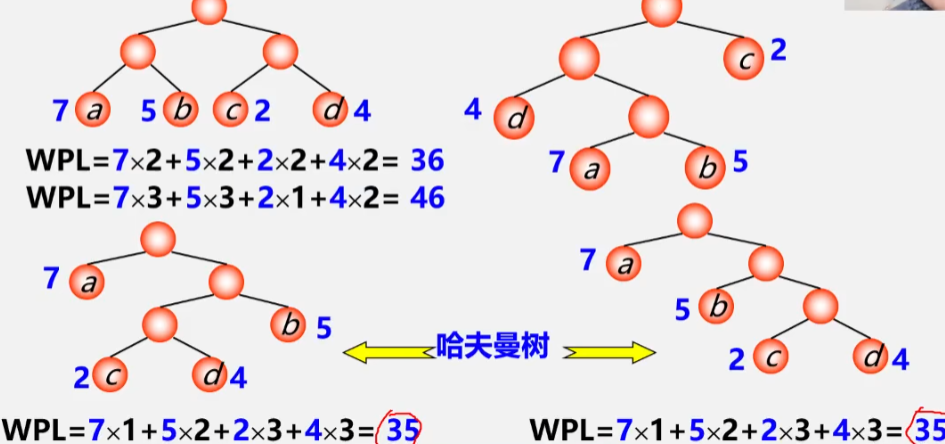 c 2
7 a 5 b c 2 d 4
4 d
WPL=7×2+5×2+2×2+4×2= 36
7 a b 5
WPL=7×3+5×3+2×1+4×2= 46
7 a
7 a
b 5
5 b
哈夫曼树
2 c d 4
2 c d 4
WPL=7×1+5×2+2×3+4×3= 35
WPL=7×1+5×2+2×3+4×3= 35